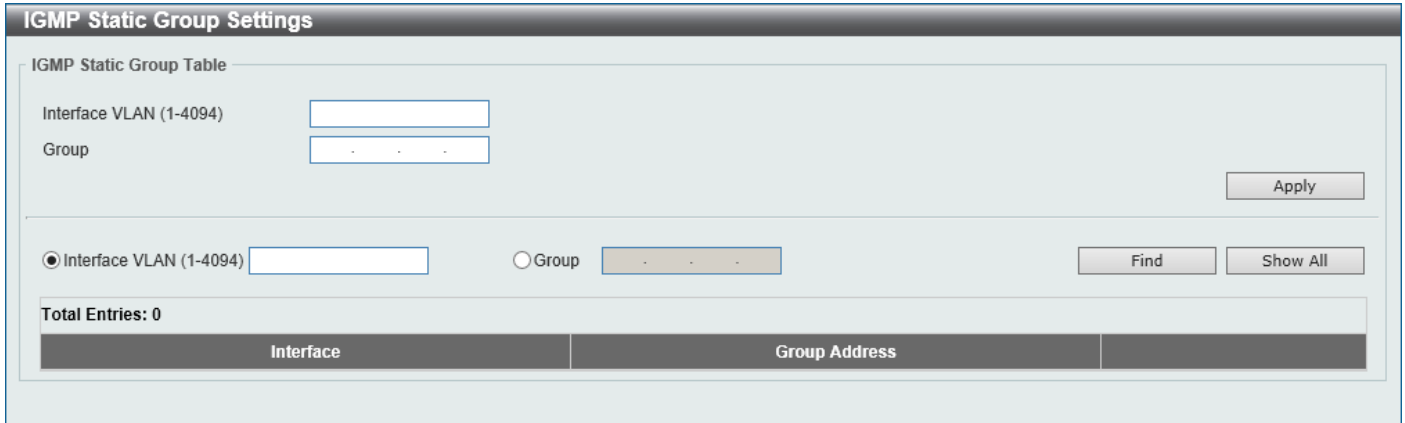 IGMP Static Group Settings
IGMP Static Group Table
Interface VLAN (1-4094)
Group . . .
Apply
Interface VLAN (1-4094) Group . . . Find Show All
Total Entries: 0
Interface Group Address